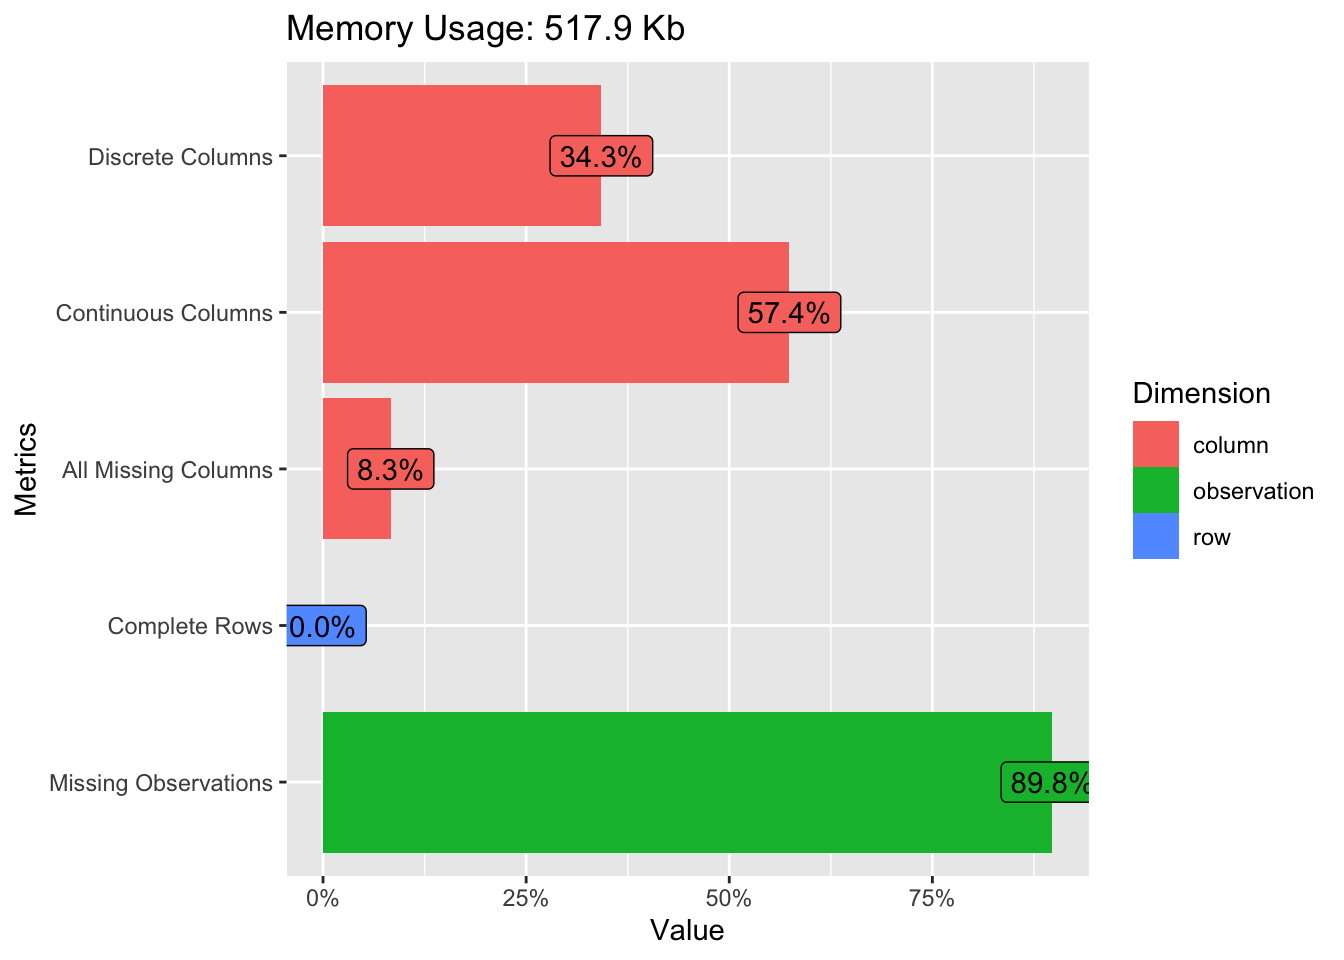 Memory Usage: 517.9 Kb
Discrete Columns
34.3%
Continuous Columns
57.4%
All Missing Columns
8.3%
Complete Rows
0.0%
Missing Observations
89.8%
0%
25%
50%
75%
Value
Metrics
Dimension
column
observation
row